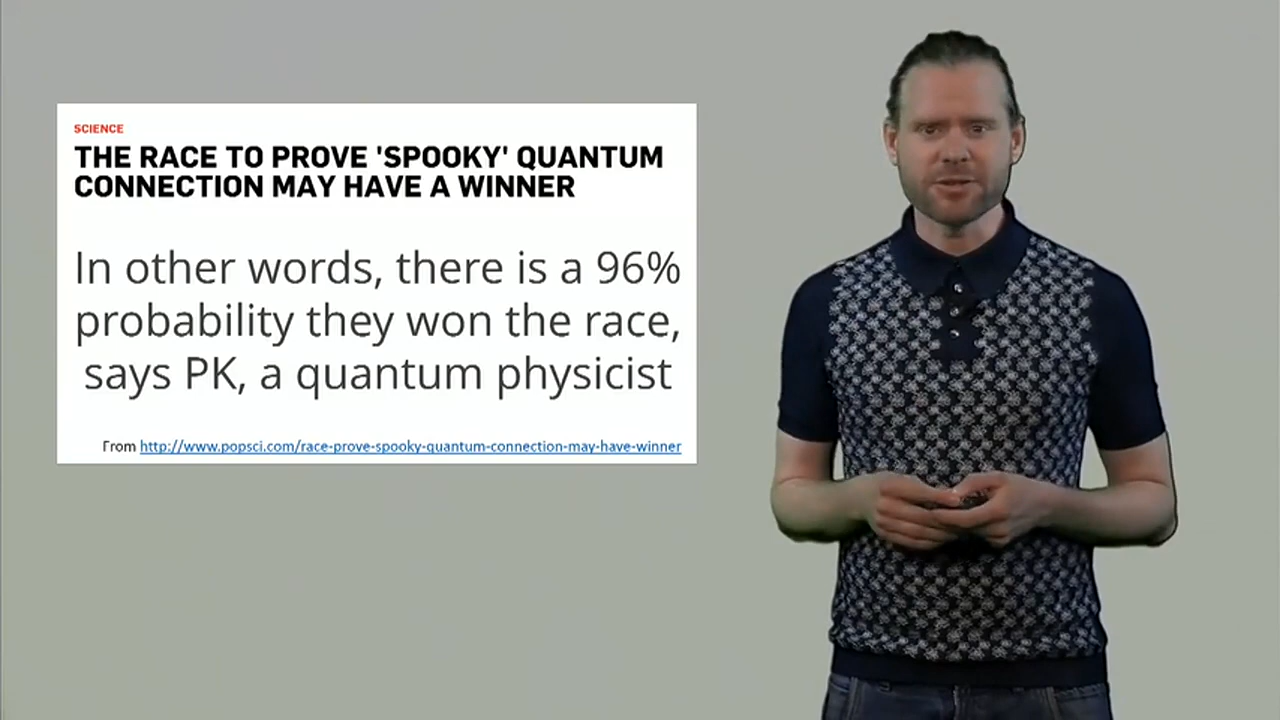 SCIENCE
THE RACE TO PROVE 'SPOOKY' QUANTUM
CONNECTION MAY HAVE A WINNER
In other words, there is a 96%
probability they won the race,
says PK, a quantum physicist
From http://www.popsci.com/race-prove-spooky-quantum-connection-may-have-winner